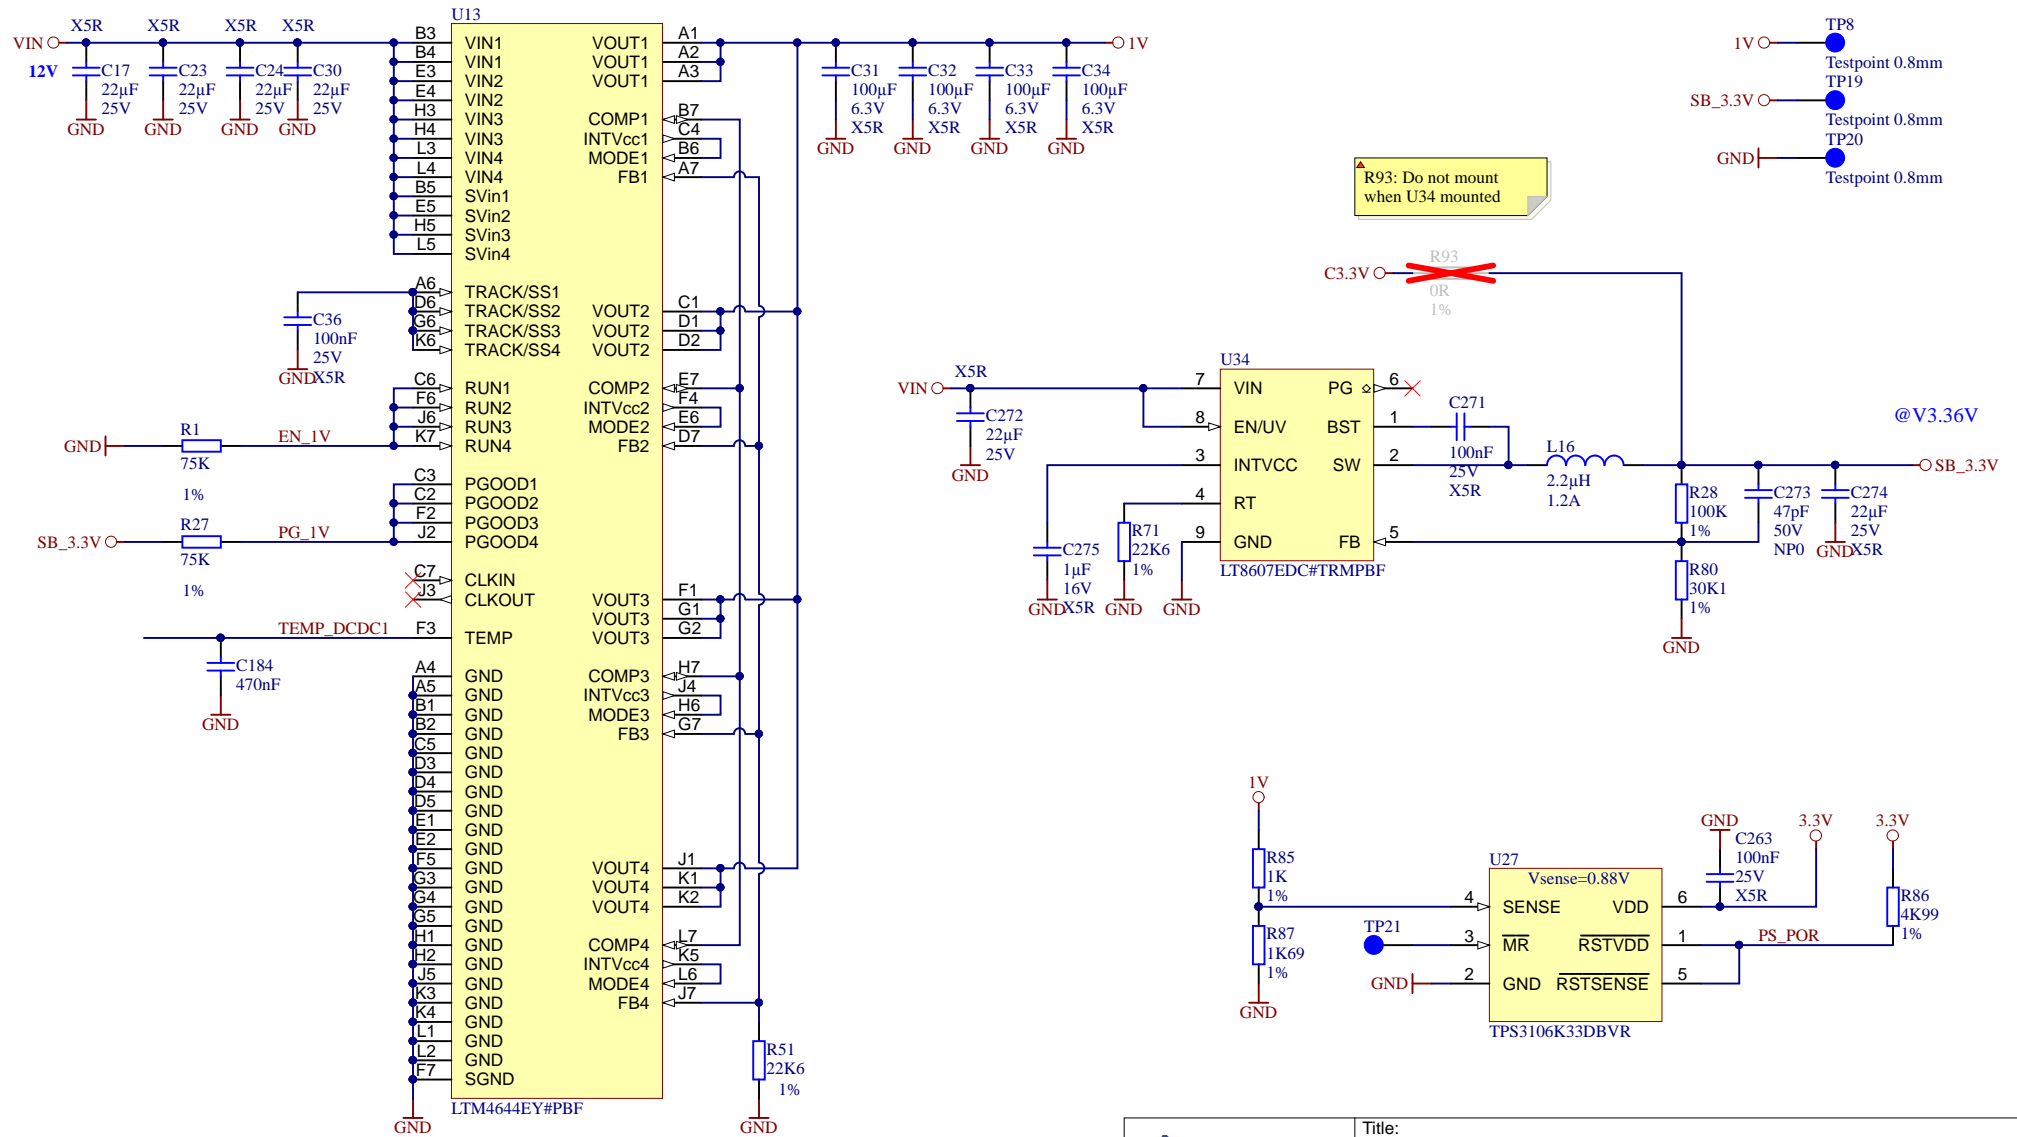 U13
VIN
12V
X5R
C17
22µF
25V
GND
X5R
C23
22µF
25V
GND
X5R
C24
22µF
25V
GND
X5R
C30
22µF
25V
GND
B3 VIN1
B4 VIN1
E3 VIN2
E4 VIN2
H3 VIN3
H4 VIN3
L3 VIN4
L4 VIN4
B5 SVin1
E5 SVin2
H5 SVin3
L5 SVin4
A6 TRACK/SS1
D6 TRACK/SS2
G6 TRACK/SS3
K6 TRACK/SS4
C36
100nF
25V
X5R
GND
C6 RUN1
F6 RUN2
J6 RUN3
K7 RUN4
GND
R1
75K
1%
EN_1V
C3 PGOOD1
C2 PGOOD2
F2 PGOOD3
J2 PGOOD4
SB_3.3V
R27
75K
1%
PG_1V
C7 CLKIN
J3 CLKOUT
TEMP_DCDC1
F3 TEMP
C184
470nF
GND
A4 GND
A5 GND
B1 GND
B2 GND
C5 GND
D3 GND
D4 GND
D5 GND
E1 GND
E2 GND
F5 GND
G3 GND
G4 GND
G5 GND
H1 GND
H2 GND
J5 GND
K3 GND
K4 GND
L1 GND
L2 GND
F7 SGND
GND
LTM4644EY#PBF
VOUT1 A1
VOUT1 A2
VOUT1 A3
COMP1 B7
INTVcc1 C4
MODE1 B6
FB1 A7
VOUT2 C1
VOUT2 D1
VOUT2 D2
COMP2 E7
INTVcc2 F4
MODE2 E6
FB2 D7
VOUT3 F1
VOUT3 G1
VOUT3 G2
COMP3 H7
INTVcc3 J4
MODE3 H6
FB3 G7
VOUT4 J1
VOUT4 K1
VOUT4 K2
COMP4 L7
INTVcc4 K5
MODE4 L6
FB4 J7
R51
22K6
1%
GND
1V
C31
100µF
6.3V
X5R
GND
C32
100µF
6.3V
X5R
GND
C33
100µF
6.3V
X5R
GND
C34
100µF
6.3V
X5R
GND
1V
TP8
Testpoint 0.8mm
SB_3.3V
TP19
Testpoint 0.8mm
GND
TP20
Testpoint 0.8mm
R93: Do not mount
when U34 mounted
C3.3V
R93
0R
1%
U34
VIN
X5R
C272
22µF
25V
GND
7 VIN
8 EN/UV
3 INTVCC
4 RT
9 GND
PG 6
BST 1
SW 2
FB 5
LT8607EDC#TRMPBF
C275
1µF
16V
X5R
GND
R71
22K6
1%
GND
GND
C271
100nF
25V
X5R
L16
2.2µH
1.2A
@V3.36V
SB_3.3V
R28
100K
1%
C273
47pF
50V
NP0
C274
22µF
25V
X5R
GND
R80
30K1
1%
GND
1V
R85
1K
1%
R87
1K69
1%
GND
TP21
GND
U27
Vsense=0.88V
4 SENSE
3 MR
2 GND
VDD 6
RSTVDD 1
RSTSENSE 5
TPS3106K33DBVR
GND
C263
100nF
25V
X5R
3.3V
3.3V
R86
4K99
1%
PS_POR
Title: